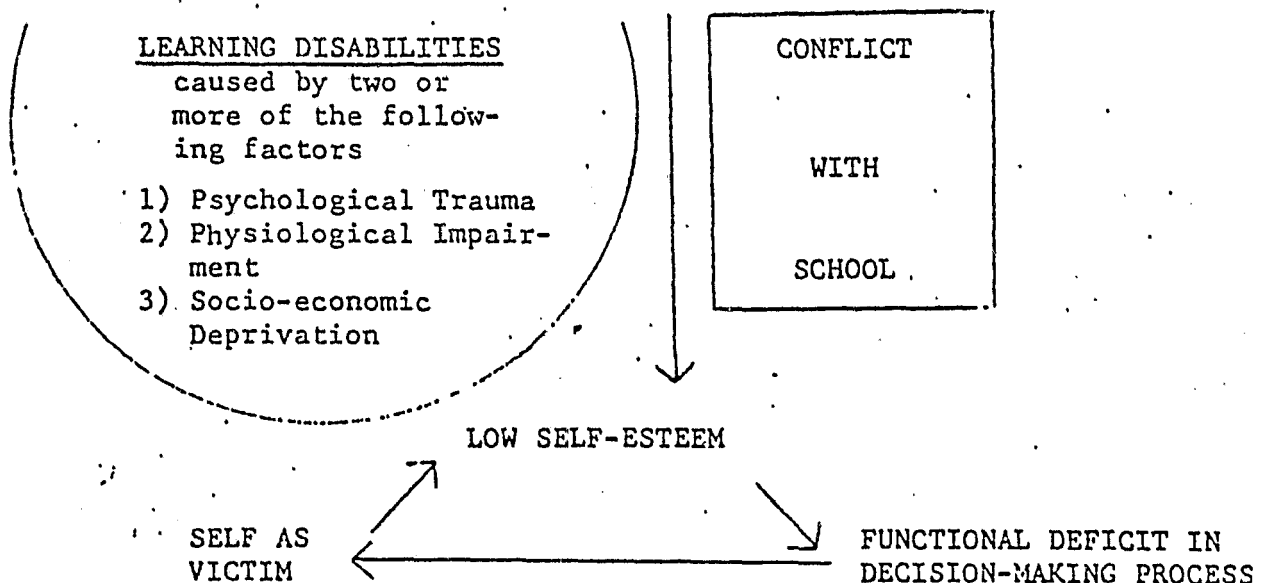 LEARNING DISABILITIES
caused by two or
more of the follow-
ing factors
1) Psychological Trauma
2) Physiological Impair-
ment
3) Socio-economic
Deprivation
CONFLICT
WITH
SCHOOL
LOW SELF-ESTEEM
SELF AS
VICTIM
FUNCTIONAL DEFICIT IN
DECISION-MAKING PROCESS